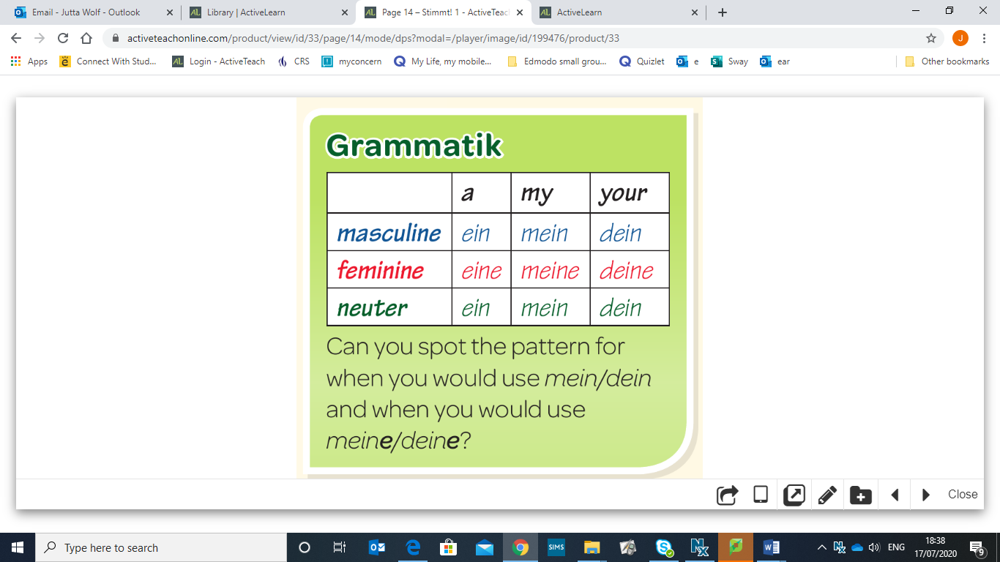 Email - Jutta Wolf - Outlook
Library | ActiveLearn
Page 14 – Stimmt! 1 - ActiveTeac
ActiveLearn
activeteachonline.com/product/view/id/33/page/14/mode/dps?modal=/player/image/id/199476/product/33
J
Apps
Connect With Stud...
Login - ActiveTeach
CRS
myconcern
My Life, my mobile...
Edmodo small grou...
Quizlet
e
Sway
ear
Other bookmarks
Grammatik
a my your
masculine ein mein dein
feminine eine meine deine
neuter ein mein dein
Can you spot the pattern for
when you would use mein/dein
and when you would use
meine/deine?
Close
Type here to search
SIMS
ENG
18:38
17/07/2020
9